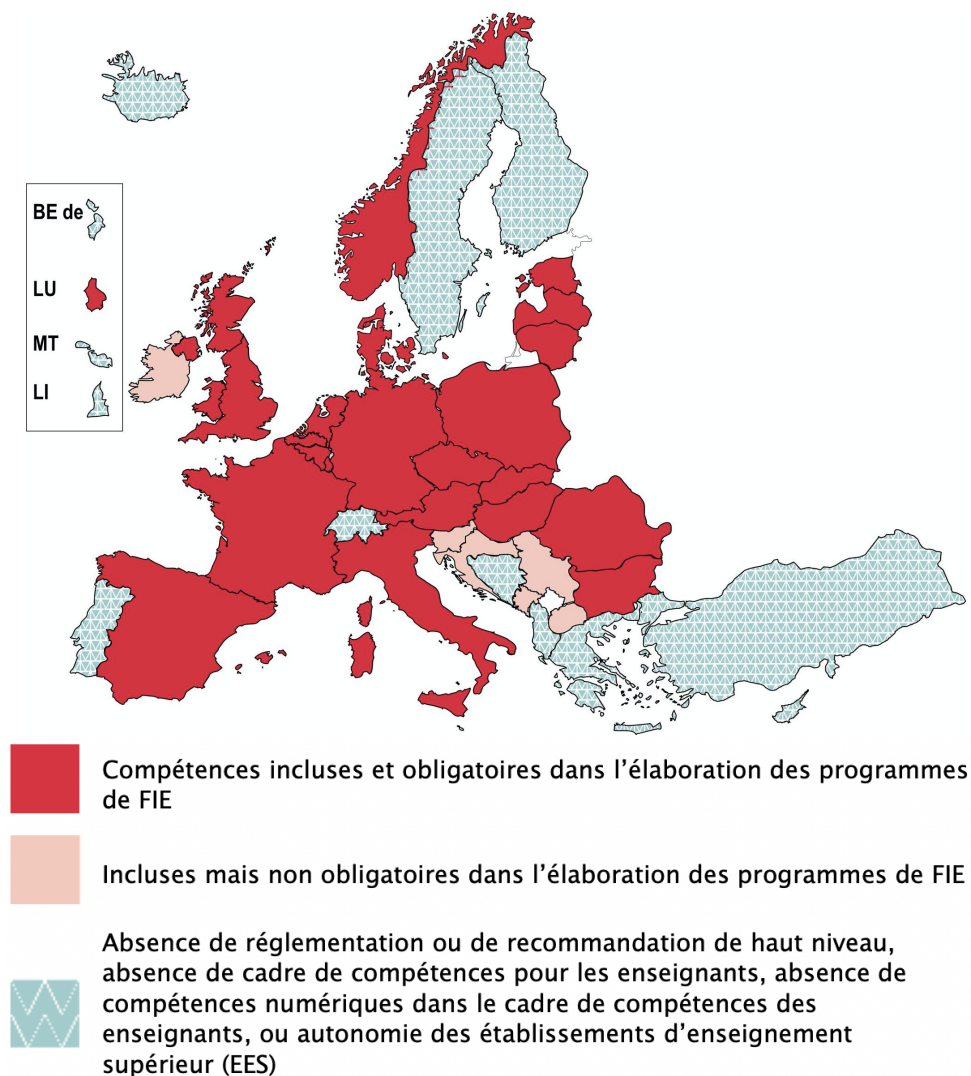 BE de
LU
MT
LI
Compétences incluses et obligatoires dans l'élaboration des programmes
de FIE
Incluses mais non obligatoires dans l'élaboration des programmes de FIE
Absence de réglementation ou de recommandation de haut niveau,
absence de cadre de compétences pour les enseignants, absence de
compétences numériques dans le cadre de compétences des
enseignants, ou autonomie des établissements d'enseignement
supérieur (EES)